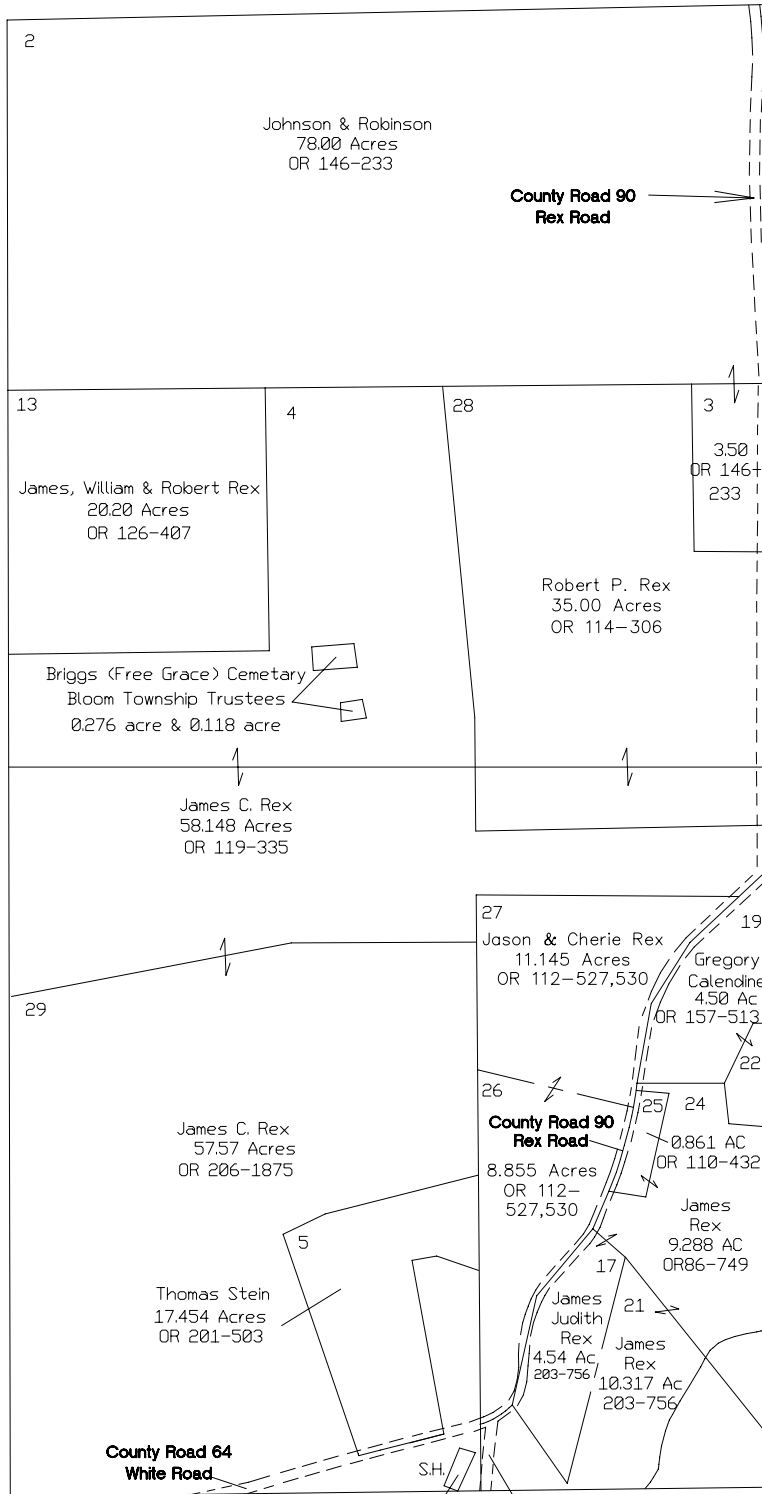 2
Johnson & Robinson
78.00 Acres
OR 146-233
County Road 90
Rex Road
13
4
28
3
3.50
OR 146-
233
James, William & Robert Rex
20.20 Acres
OR 126-407
Robert P. Rex
35.00 Acres
OR 114-306
Briggs (Free Grace) Cemetary
Bloom Township Trustees
0.276 acre & 0.118 acre
James C. Rex
58.148 Acres
OR 119-335
27
Jason & Cherie Rex
11.145 Acres
OR 112-527,530
19
Gregory
Calendine
4.50 Ac
OR 157-513
29
22
26
25
24
County Road 90
Rex Road
0.861 AC
OR 110-432
James C. Rex
57.57 Acres
OR 206-1875
8.855 Acres
OR 112-
527,530
James
Rex
9.288 AC
OR86-749
5
17
Thomas Stein
17.454 Acres
OR 201-503
James
Judith
Rex
4.54 Ac
203-756
21
James
Rex
10.317 Ac
203-756
County Road 64
White Road
S.H.